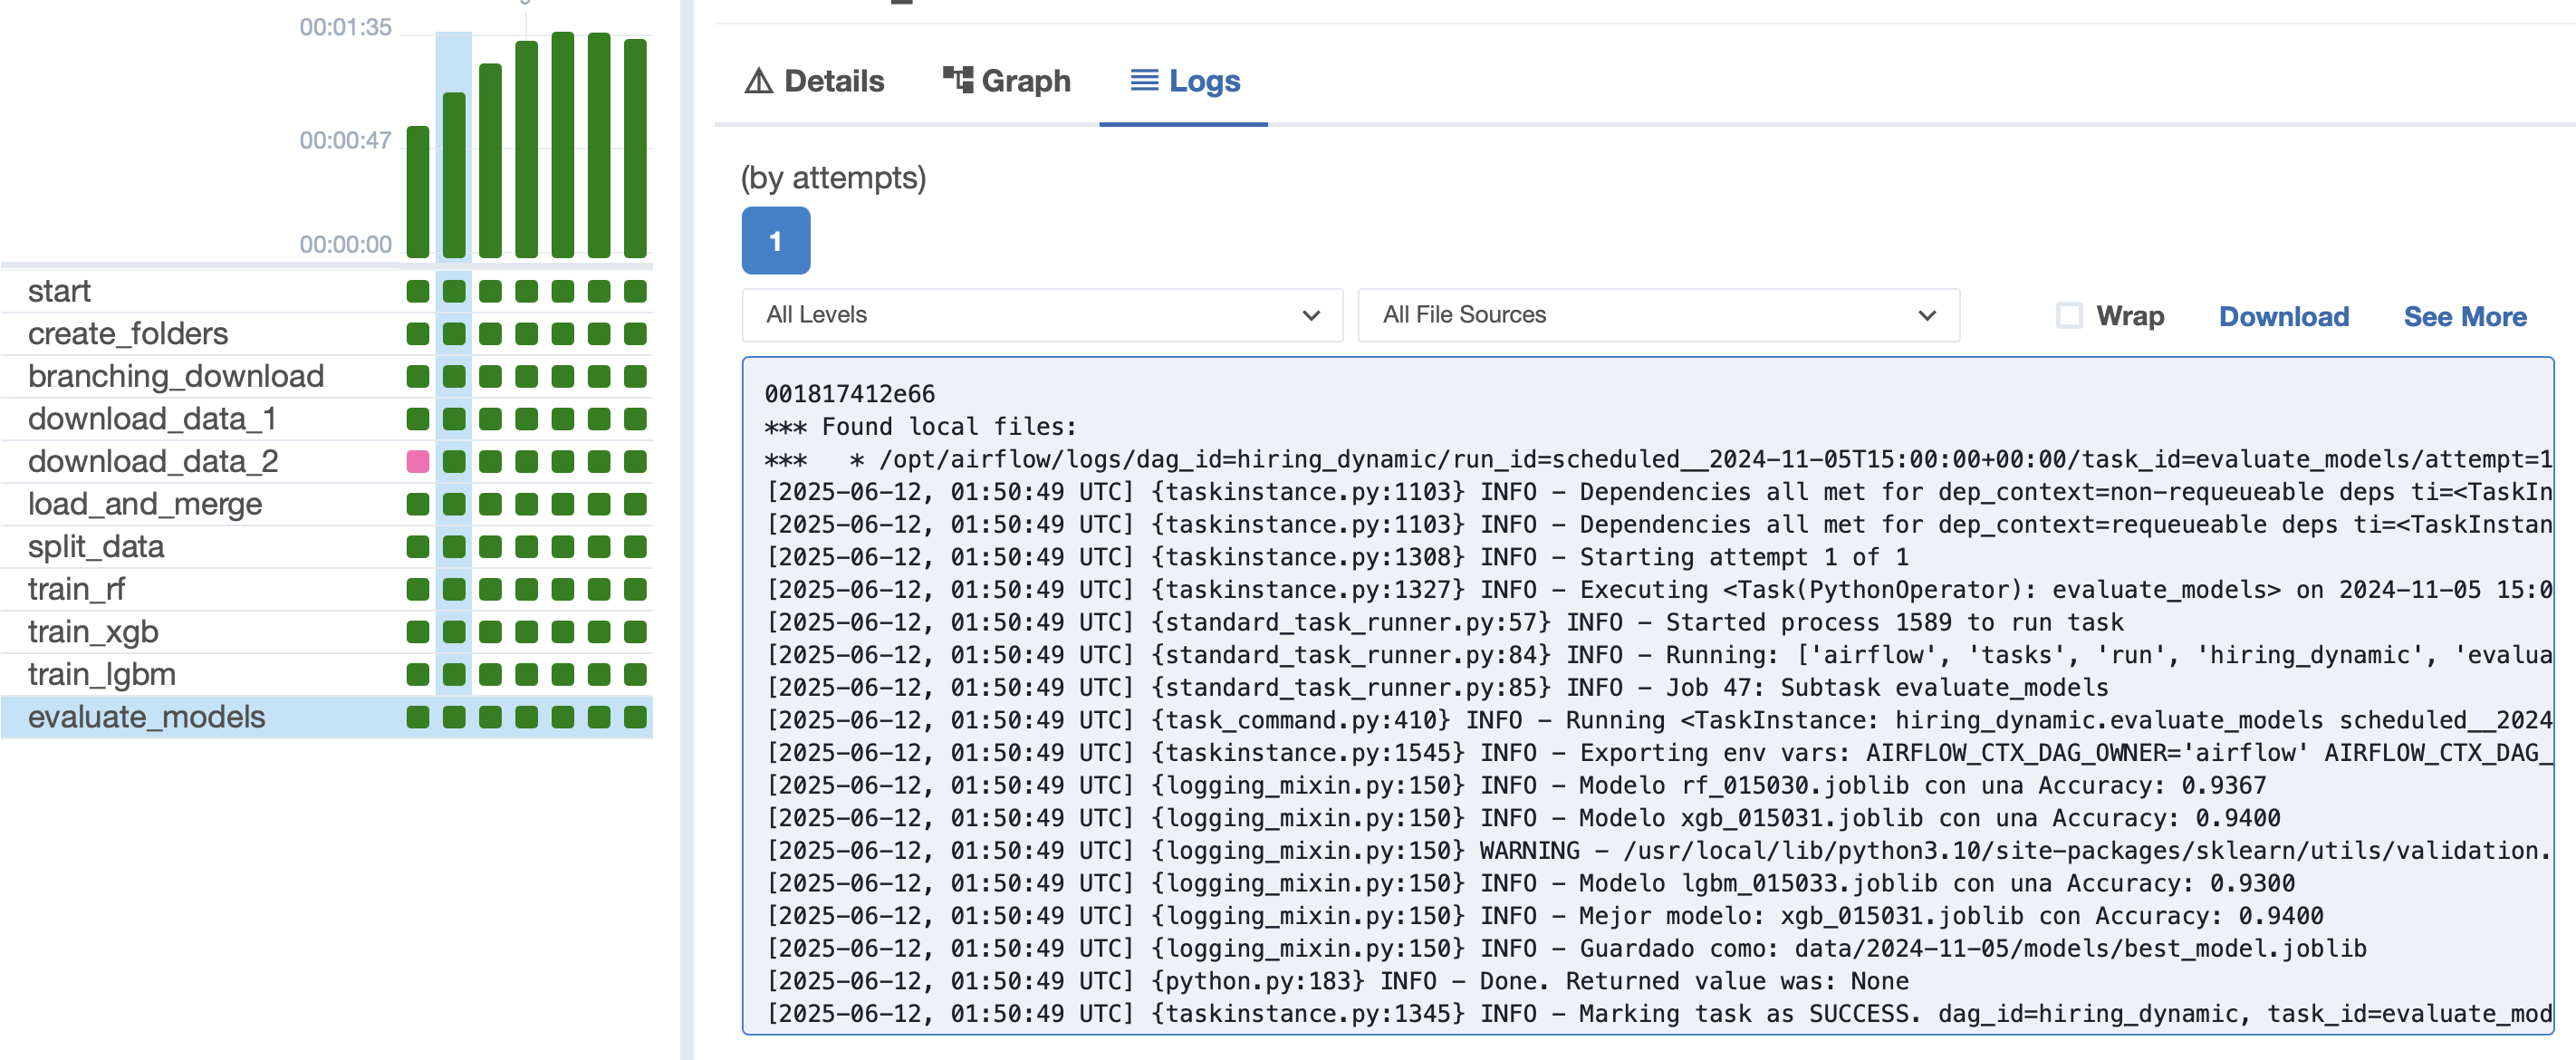 00:01:35
00:00:47
00:00:00
start
create_folders
branching_download
download_data_1
download_data_2
load_and_merge
split_data
train_rf
train_xgb
train_lgbm
evaluate_models
Details Graph Logs
(by attempts)
1
All Levels All File Sources Wrap Download See More
001817412e66
*** Found local files:
***   * /opt/airflow/logs/dag_id=hiring_dynamic/run_id=scheduled__2024-11-05T15:00:00+00:00/task_id=evaluate_models/attempt=1
[2025-06-12, 01:50:49 UTC] {taskinstance.py:1103} INFO - Dependencies all met for dep_context=non-requeueable deps ti=<TaskIn
[2025-06-12, 01:50:49 UTC] {taskinstance.py:1103} INFO - Dependencies all met for dep_context=requeueable deps ti=<TaskInstan
[2025-06-12, 01:50:49 UTC] {taskinstance.py:1308} INFO - Starting attempt 1 of 1
[2025-06-12, 01:50:49 UTC] {taskinstance.py:1327} INFO - Executing <Task(PythonOperator): evaluate_models> on 2024-11-05 15:0
[2025-06-12, 01:50:49 UTC] {standard_task_runner.py:57} INFO - Started process 1589 to run task
[2025-06-12, 01:50:49 UTC] {standard_task_runner.py:84} INFO - Running: ['airflow', 'tasks', 'run', 'hiring_dynamic', 'evalua
[2025-06-12, 01:50:49 UTC] {standard_task_runner.py:85} INFO - Job 47: Subtask evaluate_models
[2025-06-12, 01:50:49 UTC] {task_command.py:410} INFO - Running <TaskInstance: hiring_dynamic.evaluate_models scheduled__2024
[2025-06-12, 01:50:49 UTC] {taskinstance.py:1545} INFO - Exporting env vars: AIRFLOW_CTX_DAG_OWNER='airflow' AIRFLOW_CTX_DAG_
[2025-06-12, 01:50:49 UTC] {logging_mixin.py:150} INFO - Modelo rf_015030.joblib con una Accuracy: 0.9367
[2025-06-12, 01:50:49 UTC] {logging_mixin.py:150} INFO - Modelo xgb_015031.joblib con una Accuracy: 0.9400
[2025-06-12, 01:50:49 UTC] {logging_mixin.py:150} WARNING - /usr/local/lib/python3.10/site-packages/sklearn/utils/validation.
[2025-06-12, 01:50:49 UTC] {logging_mixin.py:150} INFO - Modelo lgbm_015033.joblib con una Accuracy: 0.9300
[2025-06-12, 01:50:49 UTC] {logging_mixin.py:150} INFO - Mejor modelo: xgb_015031.joblib con Accuracy: 0.9400
[2025-06-12, 01:50:49 UTC] {logging_mixin.py:150} INFO - Guardado como: data/2024-11-05/models/best_model.joblib
[2025-06-12, 01:50:49 UTC] {python.py:183} INFO - Done. Returned value was: None
[2025-06-12, 01:50:49 UTC] {taskinstance.py:1345} INFO - Marking task as SUCCESS. dag_id=hiring_dynamic, task_id=evaluate_mod